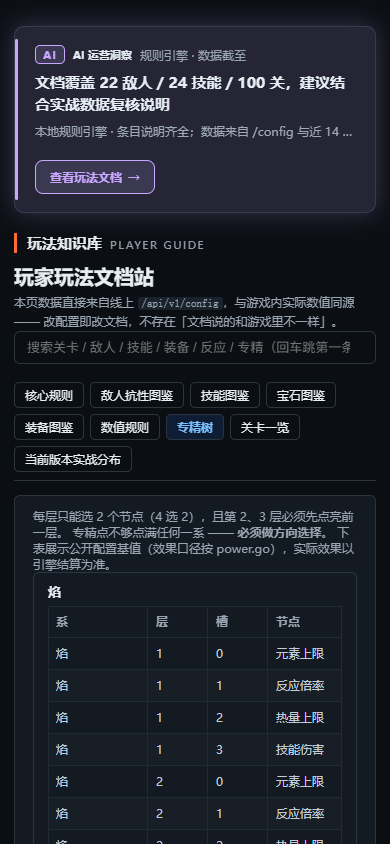 AI AI 运营洞察 规则引擎 · 数据截至
文档覆盖 22 敌人 / 24 技能 / 100 关，建议结
合实战数据复核说明
本地规则引擎 · 条目说明齐全；数据来自 /config 与近 14 ...
查看玩法文档 →
玩法知识库 PLAYER GUIDE
玩家玩法文档站
本页数据直接来自线上 /api/v1/config，与游戏内实际数值同源
—— 改配置即改文档，不存在「文档说的和游戏里不一样」。
搜索关卡 / 敌人 / 技能 / 装备 / 反应 / 专精（回车跳第一条
核心规则 敌人抗性图鉴 技能图鉴 宝石图鉴
装备图鉴 数值规则 专精树 关卡一览
当前版本实战分布
每层只能选 2 个节点（4 选 2），且第 2、3 层必须先点亮前
一层。 专精点不够点满任何一系 —— 必须做方向选择。 下
表展示公开配置基值（效果口径按 power.go），实际效果以
引擎结算为准。
焰
系 层 槽 节点
焰 1 0 元素上限
焰 1 1 反应倍率
焰 1 2 热量上限
焰 1 3 技能伤害
焰 2 0 元素上限
焰 2 1 反应倍率
焰 2 2 热量上限